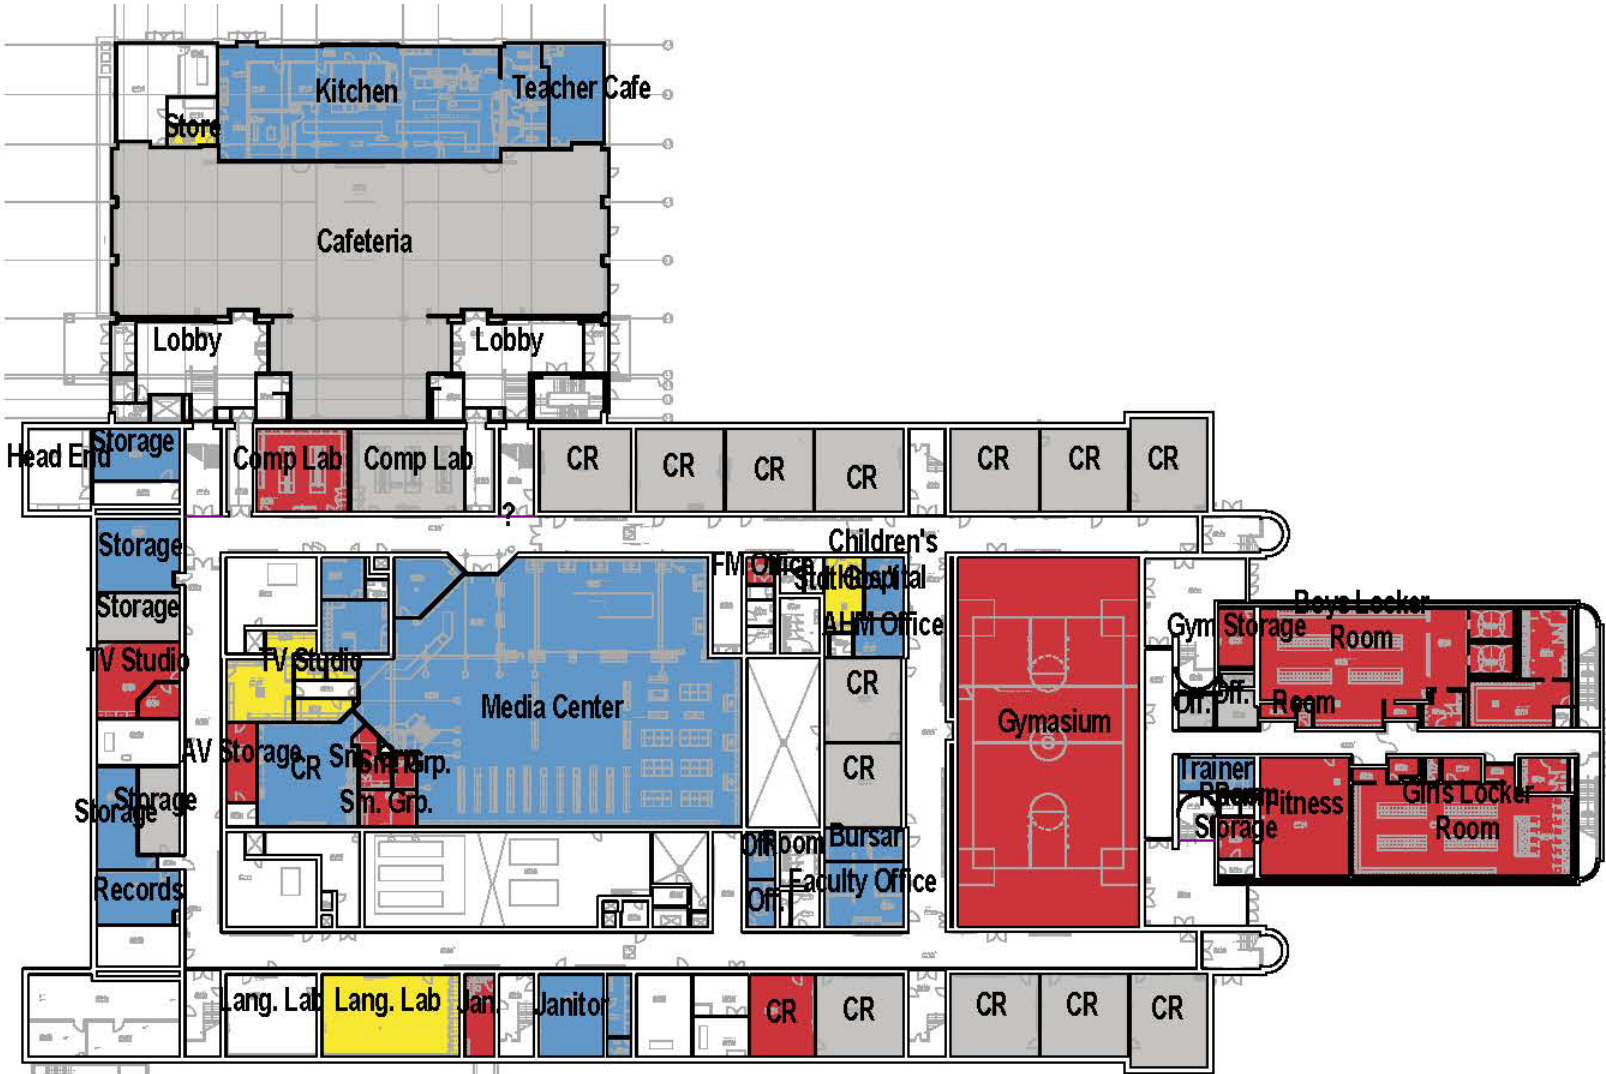 Kitchen
Teacher Cafe
Store
Cafeteria
Lobby
Lobby
Head End
Storage
Comp Lab
Comp Lab
CR
CR
CR
CR
CR
CR
CR
?
Storage
Children's
FM Office
Hospital
Storage
AHM Office
Gym Storage
Boys Locker
Room
TV Studio
TV Studio
CR
Media Center
Gymasium
Off.
Off.
Room
AV Storage
CR
Sm. Grp.
Sm. Grp.
CR
Trainer
Room
Storage
Storage
Storage
Fitness
Girls Locker
Room
Off.
Room
Bursar
Records
Off.
Faculty Office
Lang. Lab
Lang. Lab
Jan.
Janitor
CR
CR
CR
CR
CR